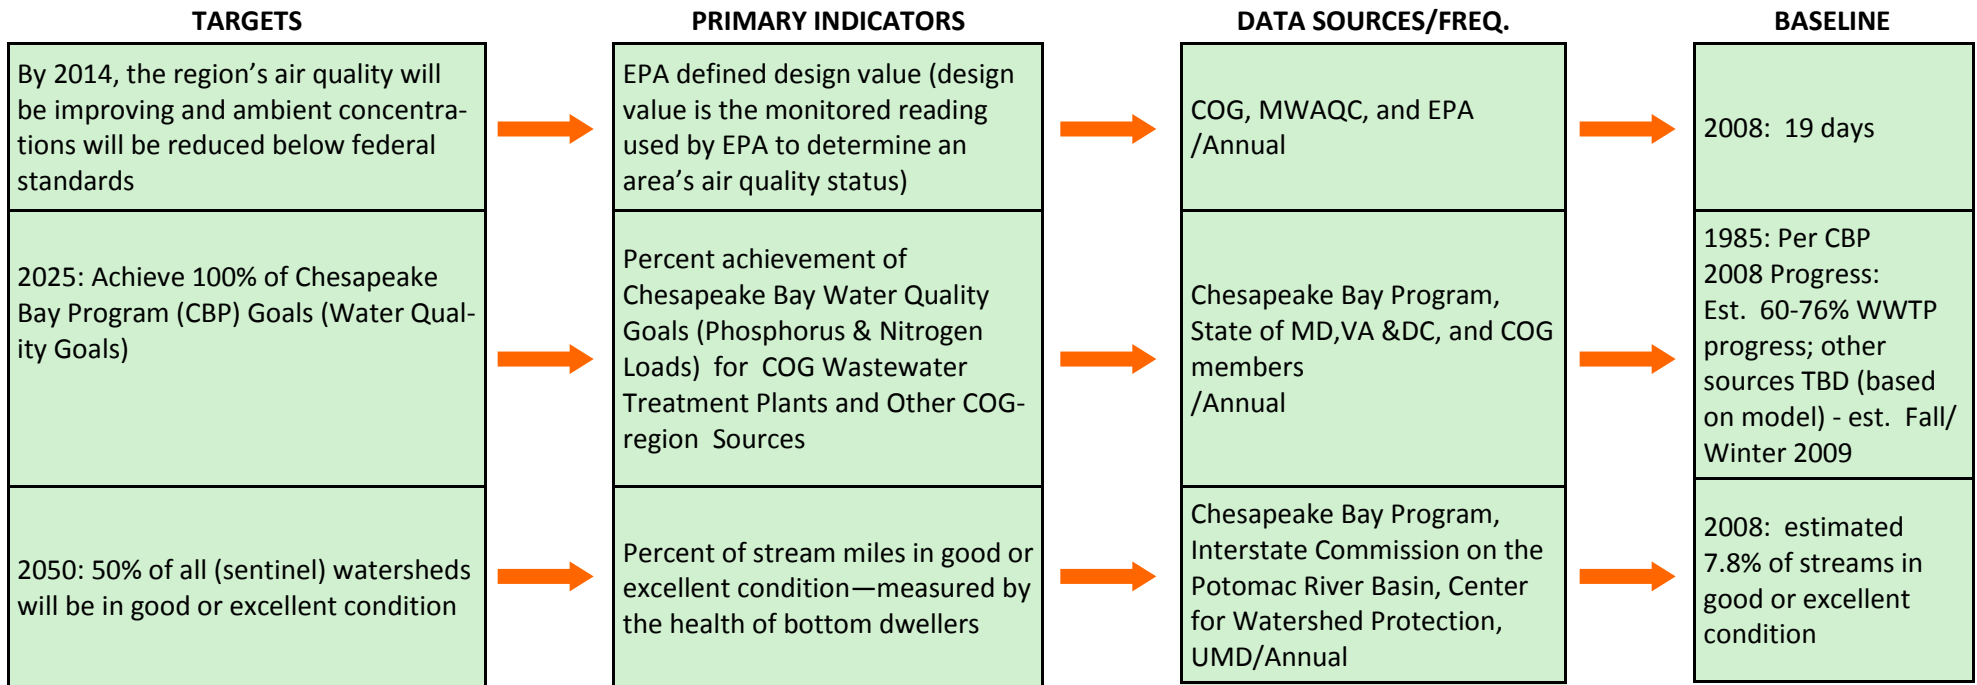 TARGETS
PRIMARY INDICATORS
DATA SOURCES/FREQ.
BASELINE
By 2014, the region's air quality will
be improving and ambient concentra-
tions will be reduced below federal
standards
EPA defined design value (design
value is the monitored reading
used by EPA to determine an
area's air quality status)
COG, MWAQC, and EPA
/Annual
2008:  19 days
2025: Achieve 100% of Chesapeake
Bay Program (CBP) Goals (Water Qual-
ity Goals)
Percent achievement of
Chesapeake Bay Water Quality
Goals (Phosphorus & Nitrogen
Loads)  for  COG Wastewater
Treatment Plants and Other COG-
region  Sources
Chesapeake Bay Program,
State of MD,VA &DC, and COG
members
/Annual
1985: Per CBP
2008 Progress:
Est.  60-76% WWTP
progress; other
sources TBD (based
on model) - est.  Fall/
Winter 2009
2050: 50% of all (sentinel) watersheds
will be in good or excellent condition
Percent of stream miles in good or
excellent condition—measured by
the health of bottom dwellers
Chesapeake Bay Program,
Interstate Commission on the
Potomac River Basin, Center
for Watershed Protection,
UMD/Annual
2008:  estimated
7.8% of streams in
good or excellent
condition